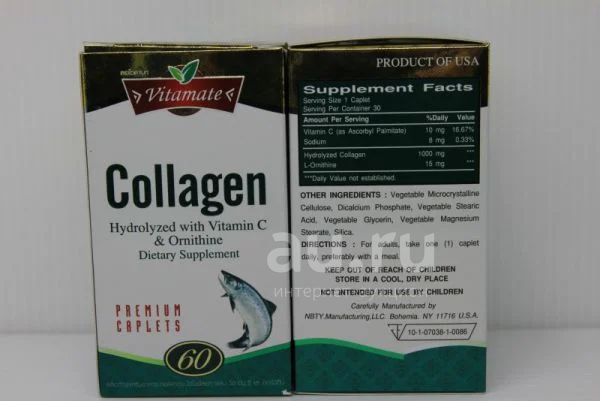 Vitamate
Collagen
Hydrolyzed with Vitamin C
& Ornithine
Dietary Supplement
PREMIUM
CAPLETS
60
PRODUCT OF USA
Supplement Facts
Serving Size 1 Caplet
Serving Per Container 30
Amount Per Serving %Daily Value
Vitamin C (as Ascorbyl Palmitate) 10 mg 16.67%
Sodium 8 mg 0.33%
Hydrolyzed Collagen 1000 mg ***
L-Ornithine 15 mg ***
***Daily Value not established.
OTHER INGREDIENTS : Vegetable Microcrystalline
Cellulose, Dicalcium Phosphate, Vegetable Stearic
Acid, Vegetable Glycerin, Vegetable Magnesium
Stearate, Silica.
DIRECTIONS : For adults, take one (1) caplet
daily, preferably with a meal.
KEEP OUT OF REACH OF CHILDREN
STORE IN A COOL, DRY PLACE
NOT INTENDED FOR USE BY CHILDREN
Carefully Manufactured by
NBTY.Manufacturing,LLC. Bohemia. NY 11716 U.S.A.
10-1-07038-1-0086
au.ru